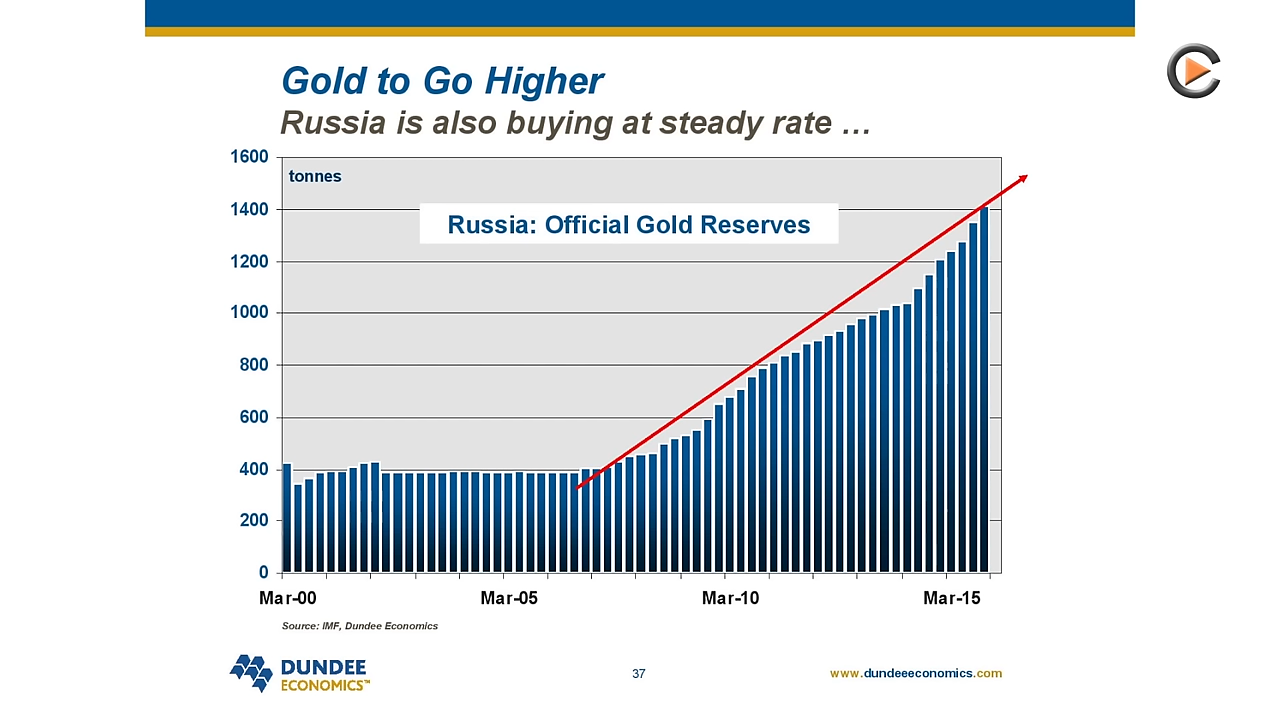 Gold to Go Higher
Russia is also buying at steady rate …
1600
tonnes
1400
Russia: Official Gold Reserves
1200
1000
800
600
400
200
0
Mar-00 Mar-05 Mar-10 Mar-15
Source: IMF, Dundee Economics
DUNDEE
ECONOMICS™
37
www.dundeeeconomics.com